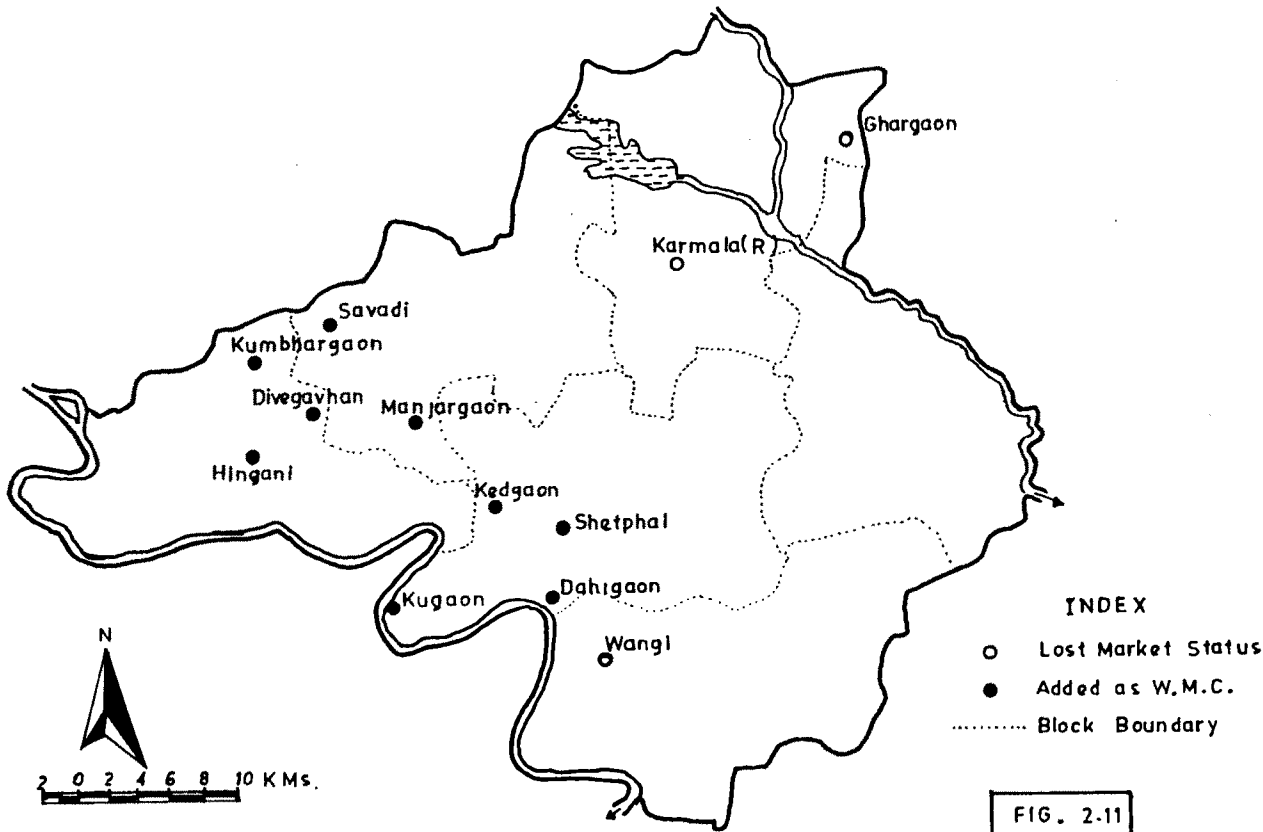 Ghargaon
Karmala(R)
Savadi
Kumbhargaon
Divegavhan
Manjargaon
Hingani
Kedgaon
Shetphal
Kugaon
Dahigaon
Wangi
INDEX
Lost Market Status
Added as W.M.C.
Block Boundary
N
2 0 2 4 6 8 10 KMs.
FIG. 2.11